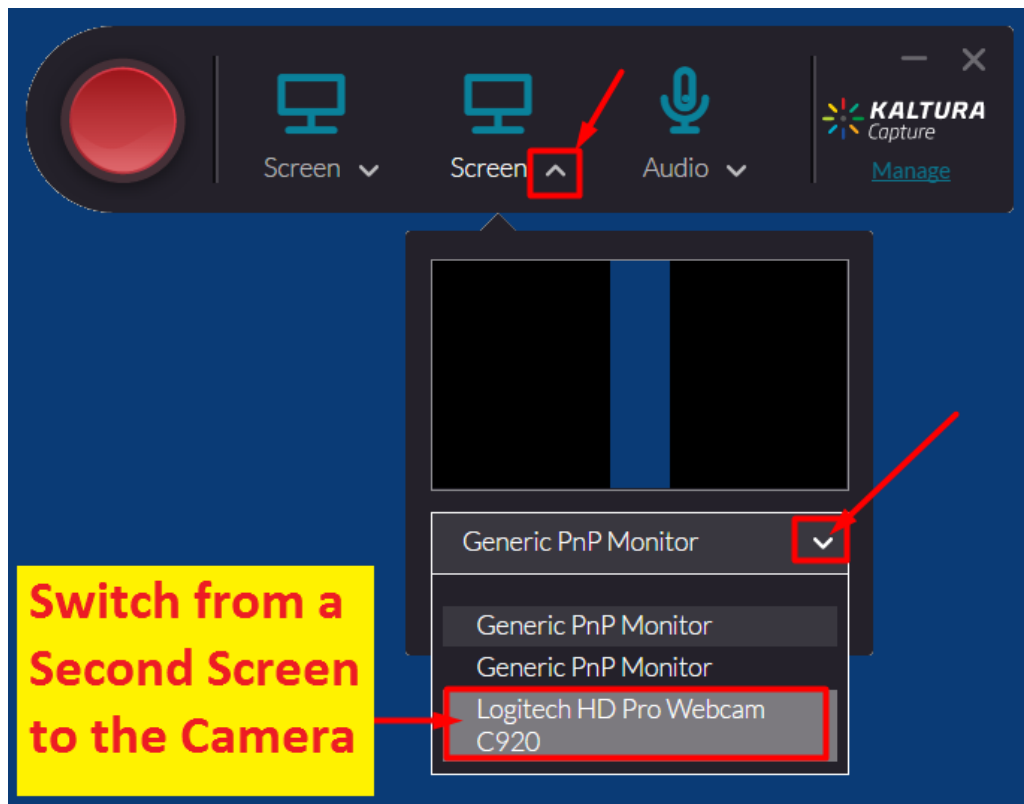 KALTURA
Capture
Screen
Screen
Audio
Manage
Generic PnP Monitor
Generic PnP Monitor
Generic PnP Monitor
Logitech HD Pro Webcam
C920
Switch from a
Second Screen
to the Camera